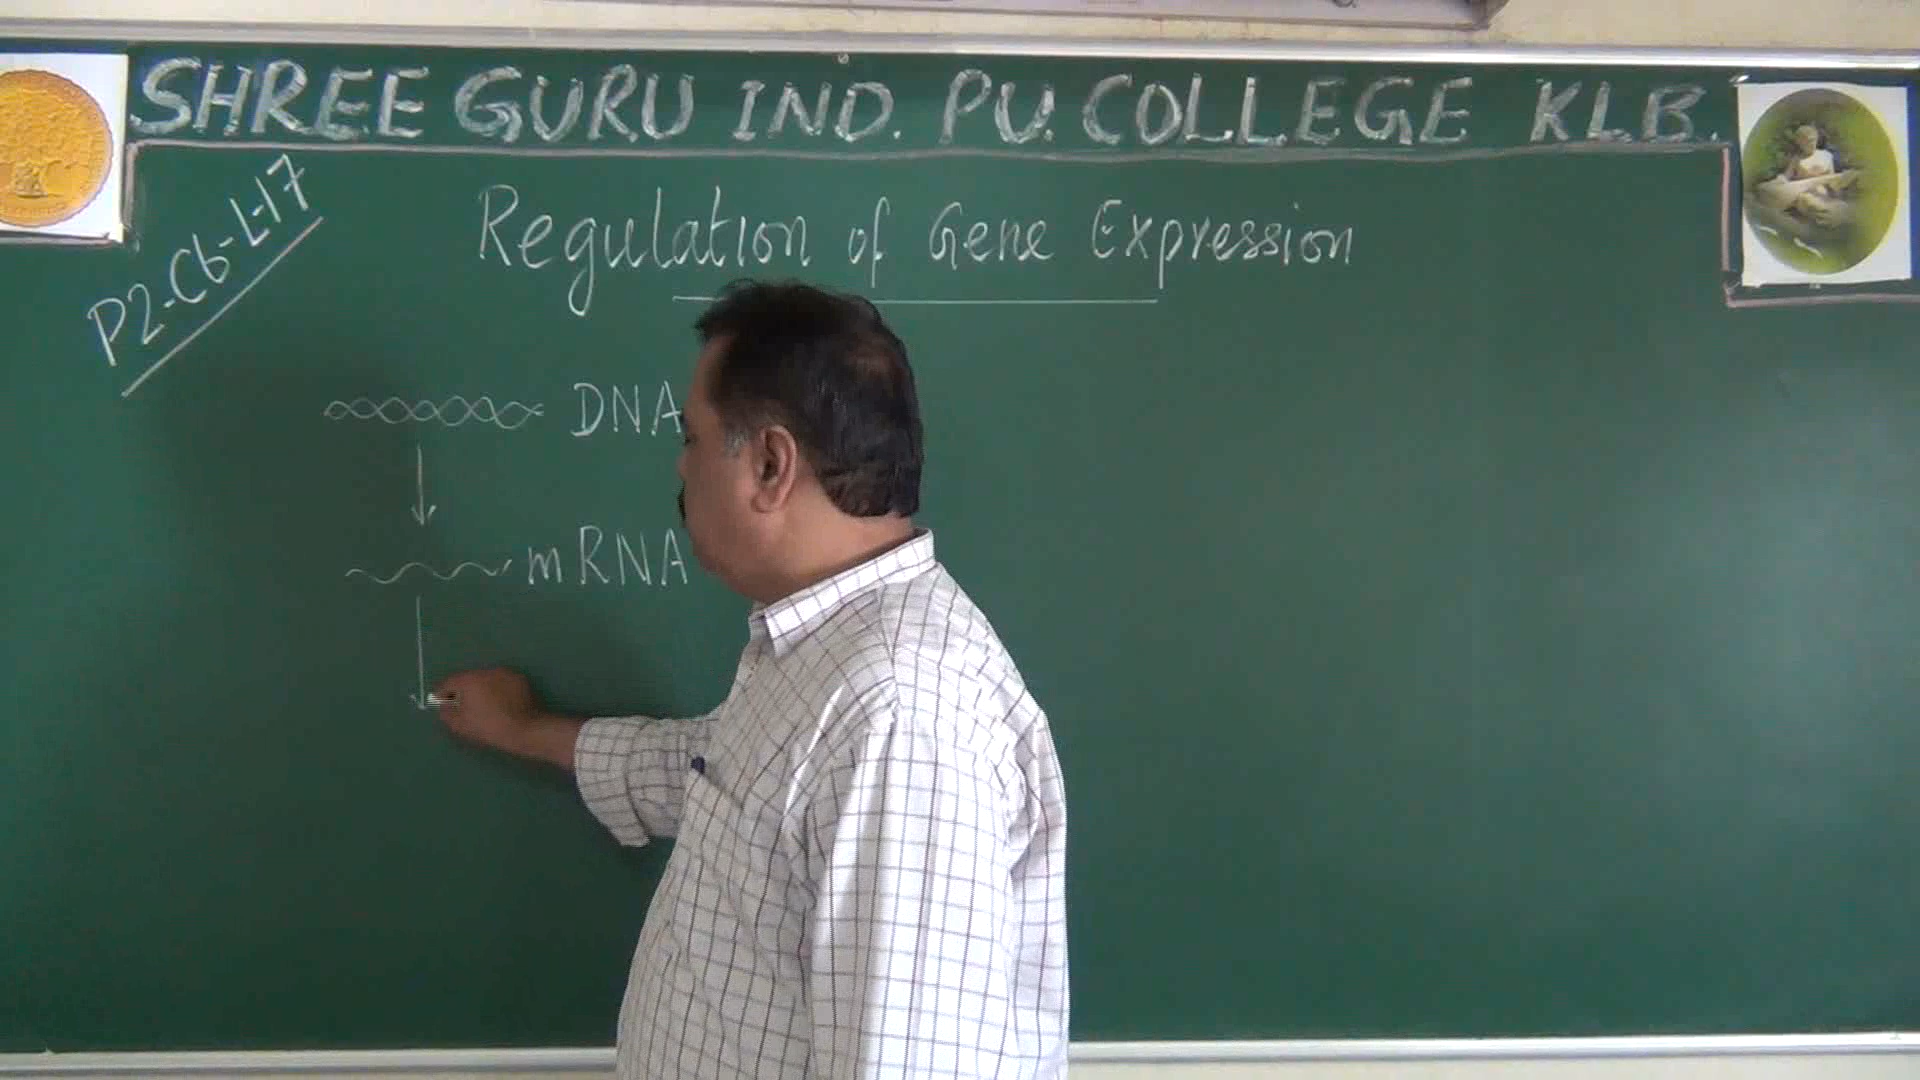 SHREE GURU IND. PU. COLLEGE KLB.
P2-C6-L-17
Regulation of Gene Expression
DNA
mRNA